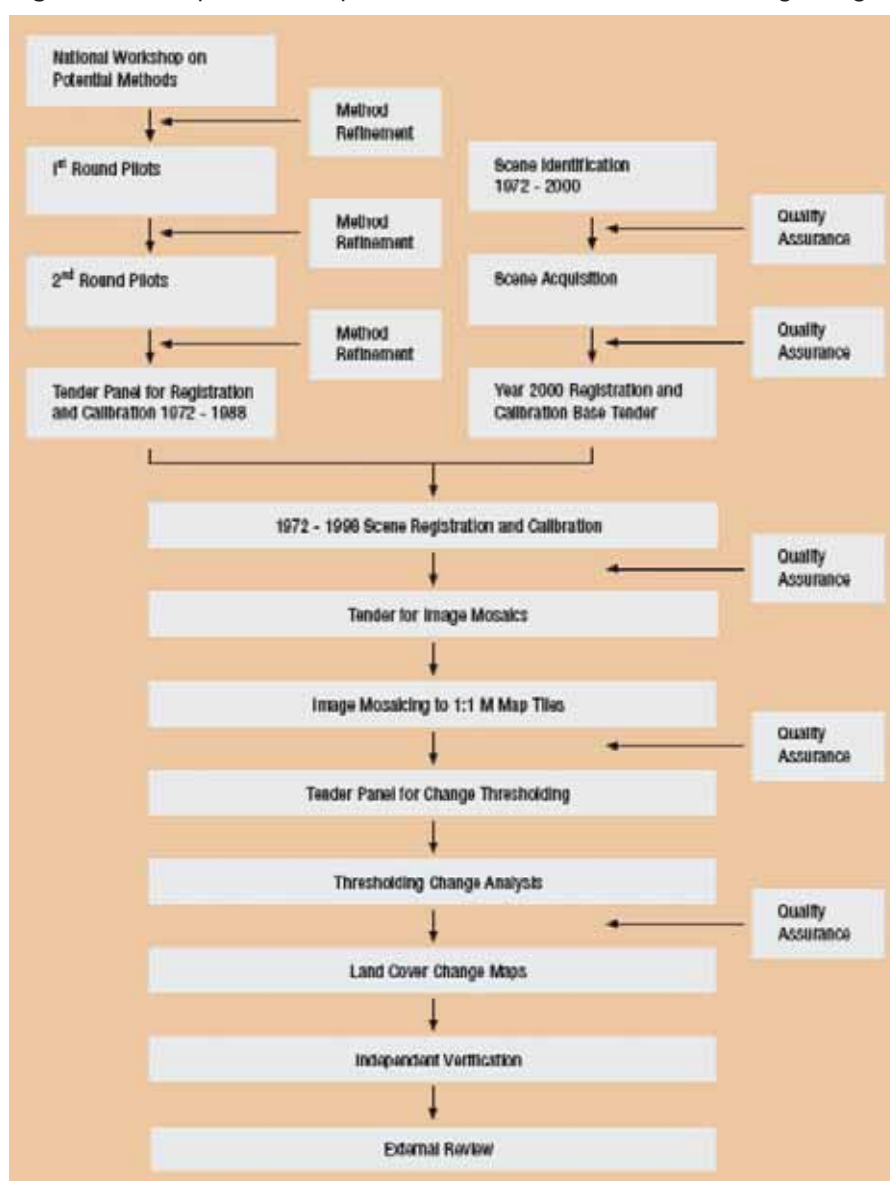 National Workshop on
Potential Methods
Method
Refinement
1st Round Pilots
Method
Refinement
2nd Round Pilots
Method
Refinement
Tender Panel for Registration
and Calibration 1972 - 1988
Scene Identification
1972 - 2000
Quality
Assurance
Scene Acquisition
Quality
Assurance
Year 2000 Registration and
Calibration Base Tender
1972 - 1998 Scene Registration and Calibration
Quality
Assurance
Tender for Image Mosaics
Image Mosaicing to 1:1 M Map Tiles
Quality
Assurance
Tender Panel for Change Thresholding
Thresholding Change Analysis
Quality
Assurance
Land Cover Change Maps
Independent Verification
External Review